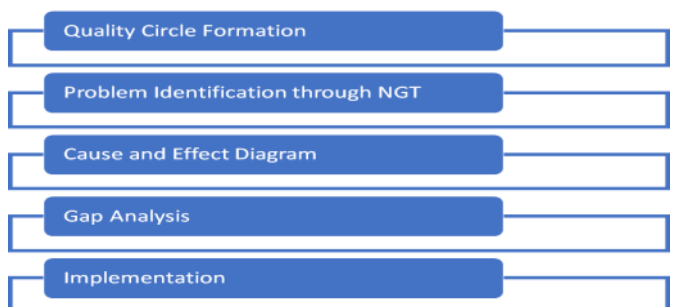 Quality Circle Formation
Problem Identification through NGT
Cause and Effect Diagram
Gap Analysis
Implementation